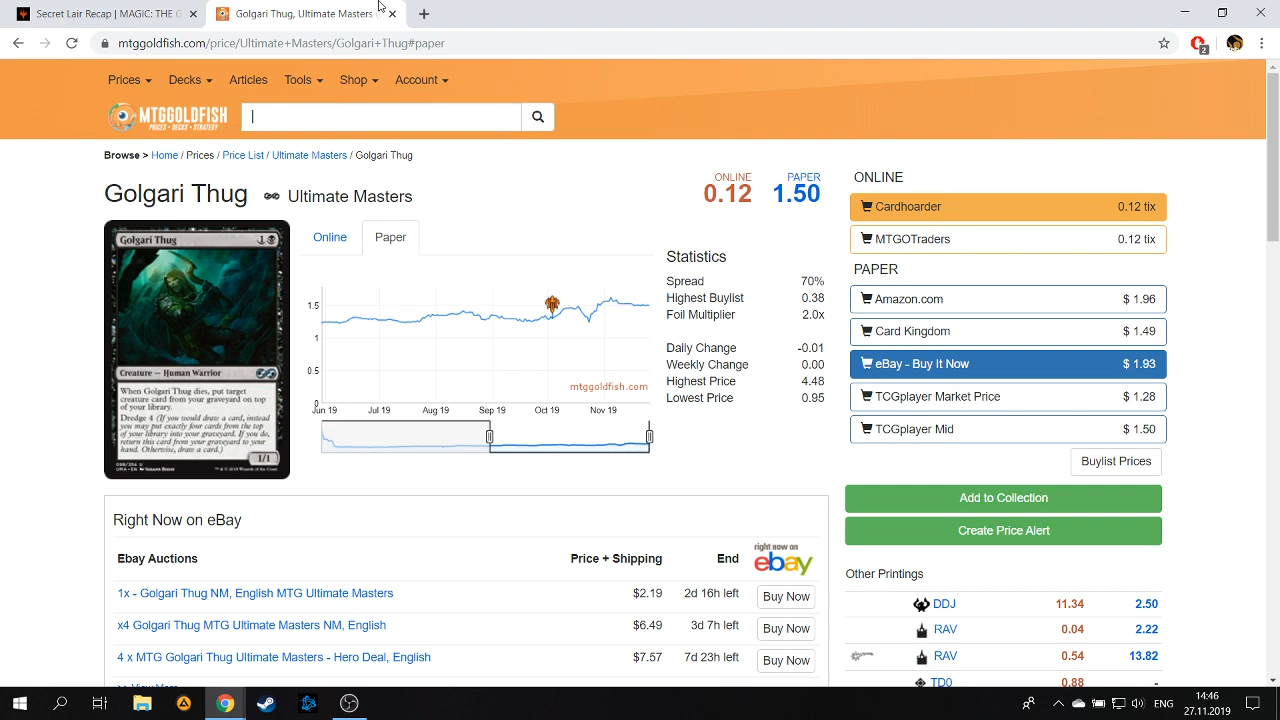 Secret Lair Recap | MAGIC: THE G
Golgari Thug, Ultimate Masters
mtggoldfish.com/price/Ultimate+Masters/Golgari+Thug#paper
2
Prices Decks Articles Tools Shop Account
MTGGOLDFISH
PRICES • DECKS • STRATEGY
Browse > Home / Prices / Price List / Ultimate Masters / Golgari Thug
Golgari Thug Ultimate Masters
ONLINE PAPER
0.12 1.50
Golgari Thug
Creature — Human Warrior
When Golgari Thug dies, put target
creature card from your graveyard on top
of your library.
Dredge 4 (If you would draw a card, instead
you may put exactly four cards from the
top of your library into your graveyard. If you do,
return this card from your graveyard to your
hand. Otherwise, draw a card.)
1/1
Online Paper
1.5
1
0.5
0
Jun 19 Jul 19 Aug 19 Sep 19 Oct 19 Nov 19
mtggoldfish.com
Statistics
Spread 70%
Highest Buylist 0.38
Foil Multiplier 2.0x
Daily Change -0.01
Weekly Change 0.00
Highest Price 4.48
Lowest Price 0.95
ONLINE
Cardhoarder 0.12 tix
MTGOTraders 0.12 tix
PAPER
Amazon.com $ 1.96
Card Kingdom $ 1.49
eBay - Buy It Now $ 1.93
TCGplayer Market Price $ 1.28
TCGplayer Mid $ 1.50
Buylist Prices
Add to Collection
Create Price Alert
Other Printings
DDJ 11.34 2.50
RAV 0.04 2.22
RAV 0.54 13.82
TD0 0.88 -
Right Now on eBay
Ebay Auctions Price + Shipping End
right now on
ebay
1x - Golgari Thug NM, English MTG Ultimate Masters $2.19 2d 16h left Buy Now
x4 Golgari Thug MTG Ultimate Masters NM, English $6.49 3d 7h left Buy Now
4 x MTG Golgari Thug Ultimate Masters - Hero Deal, English $7.57 7d 23h left Buy Now
ENG
14:46
27.11.2019